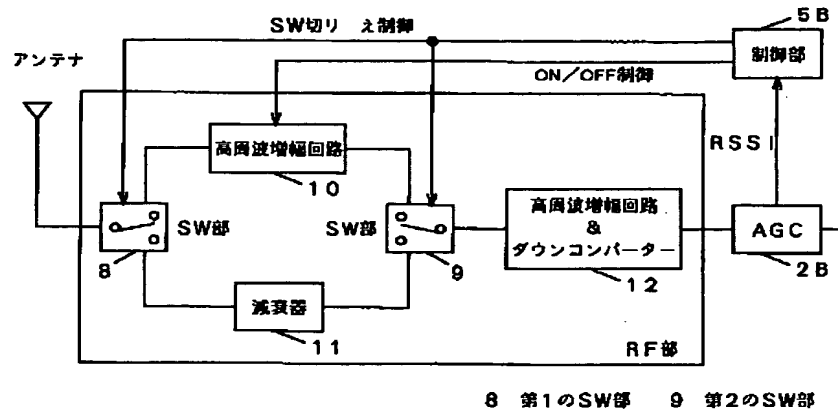 SW切り え制御
5B
制御部
アンテナ
ON/OFF制御
RSSI
高周波増幅回路
10
SW部
8
SW部
9
高周波増幅回路
&
ダウンコンバーター
12
AGC
2B
減衰器
11
RF部
8 第1のSW部 9 第2のSW部